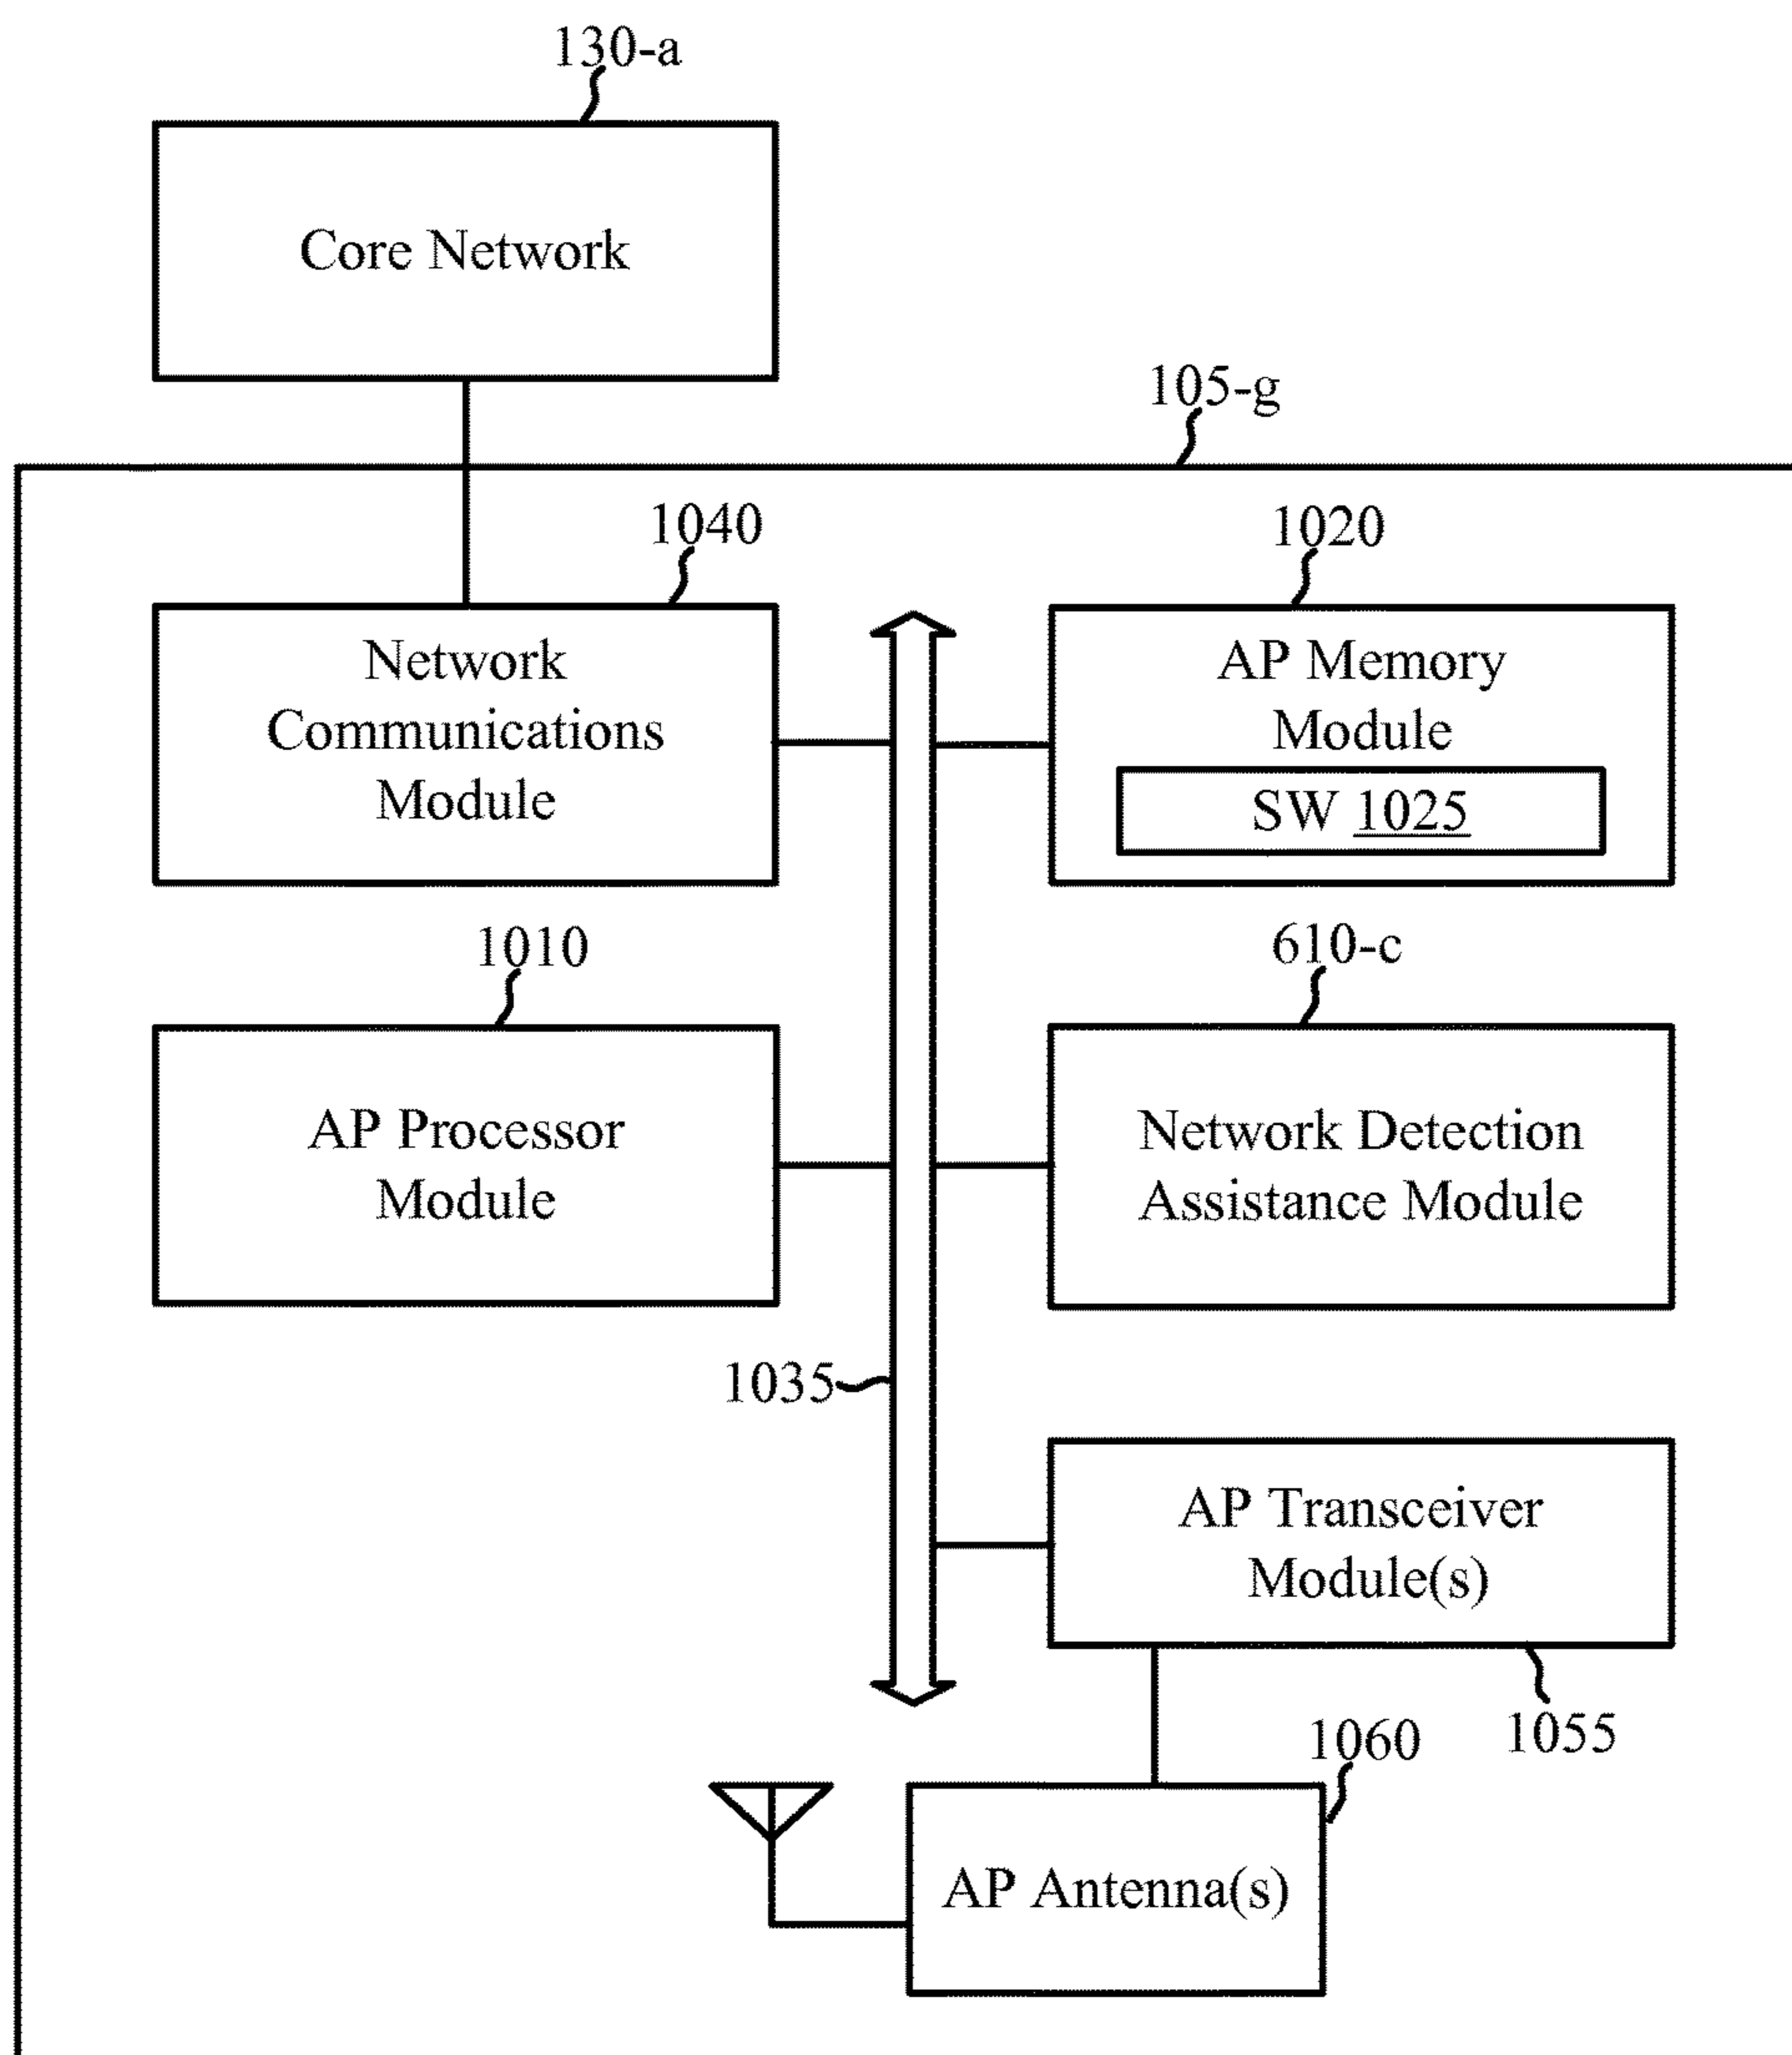 130-a
Core Network
105-g
1040
Network
Communications
Module
1020
AP Memory
Module
SW 1025
1010
AP Processor
Module
610-c
Network Detection
Assistance Module
1035
AP Transceiver
Module(s)
1055
1060
AP Antenna(s)